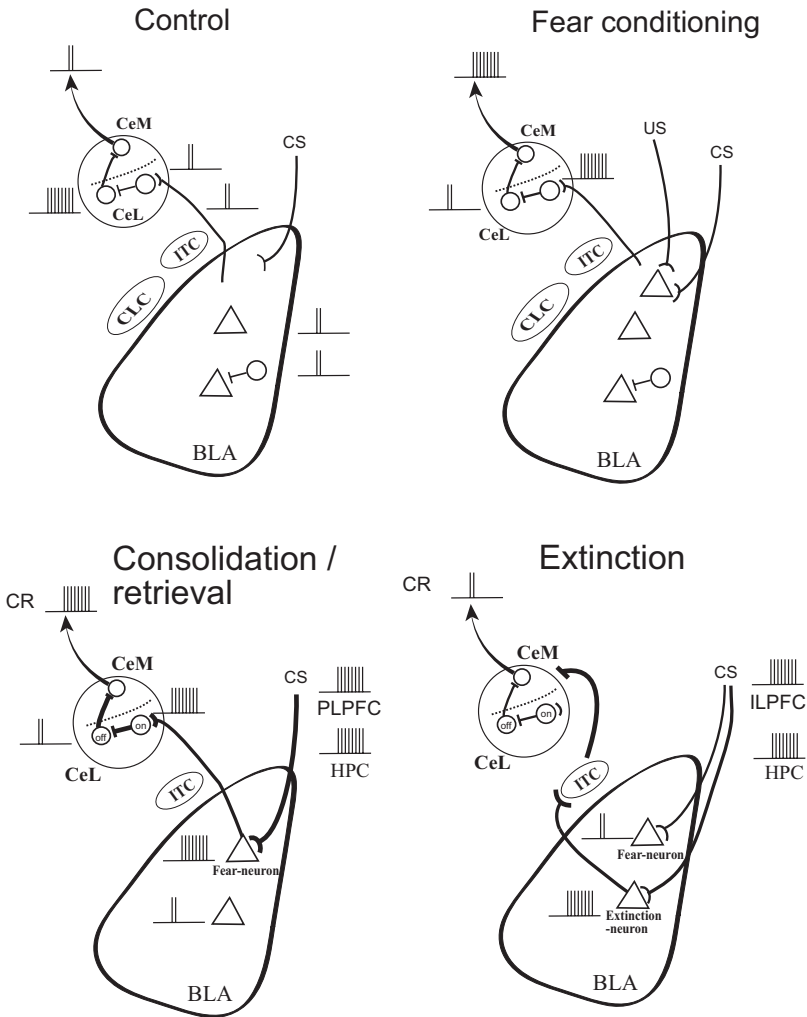 Control
CeM
CS
CeL
ITC
CLC
BLA
Fear conditioning
CeM
US
CS
CeL
ITC
CLC
BLA
Consolidation /
retrieval
CR
CeM
CS
PLPFC
off
on
CeL
HPC
ITC
Fear-neuron
BLA
Extinction
CR
CeM
CS
ILPFC
off
on
CeL
HPC
ITC
Fear-neuron
Extinction
-neuron
BLA